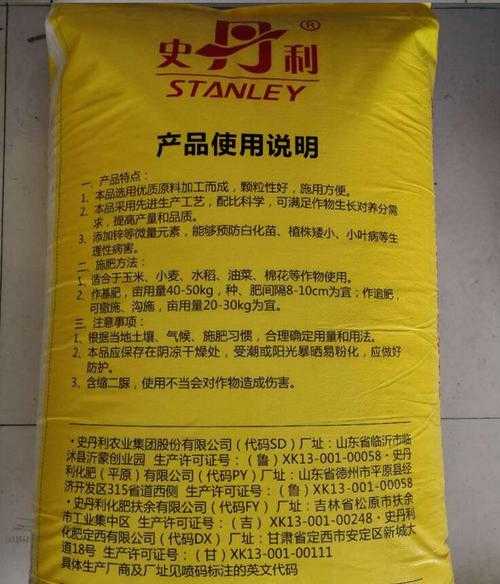 史丹利®
STANLEY
产品使用说明
一、产品特点：
1、本品选用优质原料加工而成，颗粒性好，施用方便。
2、本品采用先进生产工艺，配比科学，可满足作物生长对养分需
求，提高产量和品质。
3、添加锌等微量元素，能够预防白化苗、植株矮小、小叶病等生
理性病害。
二、施肥方法：
1、适合于玉米、小麦、水稻、油菜、棉花等作物使用。
2、作基肥，亩用量40-50kg，种、肥间隔8-10cm为宜；作追肥，
可撒施、沟施，亩用量20-30kg为宜。
三、注意事项：
1、根据当地土壤、气候、施肥习惯，合理确定用量和用法。
2、本品应保存在阴凉干燥处，受潮或阳光暴晒易粉化，应做好
防护。
3、含缩二脲，使用不当会对作物造成伤害。
·史丹利农业集团股份有限公司（代码SD）厂址：山东省临沂市临
沭县沂蒙创业园 生产许可证号：（鲁）XK13-001-00058·史丹
利化肥（平原）有限公司（代码PY）厂址：山东省德州市平原县经
济开发区315省道西侧 生产许可证号：（鲁）XK13-001-00058
·史丹利化肥扶余有限公司（代码FY）厂址：吉林省松原市扶余
市工业集中区 生产许可证号：（吉）XK13-001-00248·史丹利
化肥定西有限公司（代码DX）厂址：甘肃省定西市安定区新城大
道18号 生产许可证号：（甘）XK13-001-00111
具体生产厂商及厂址见喷码标注的英文代码